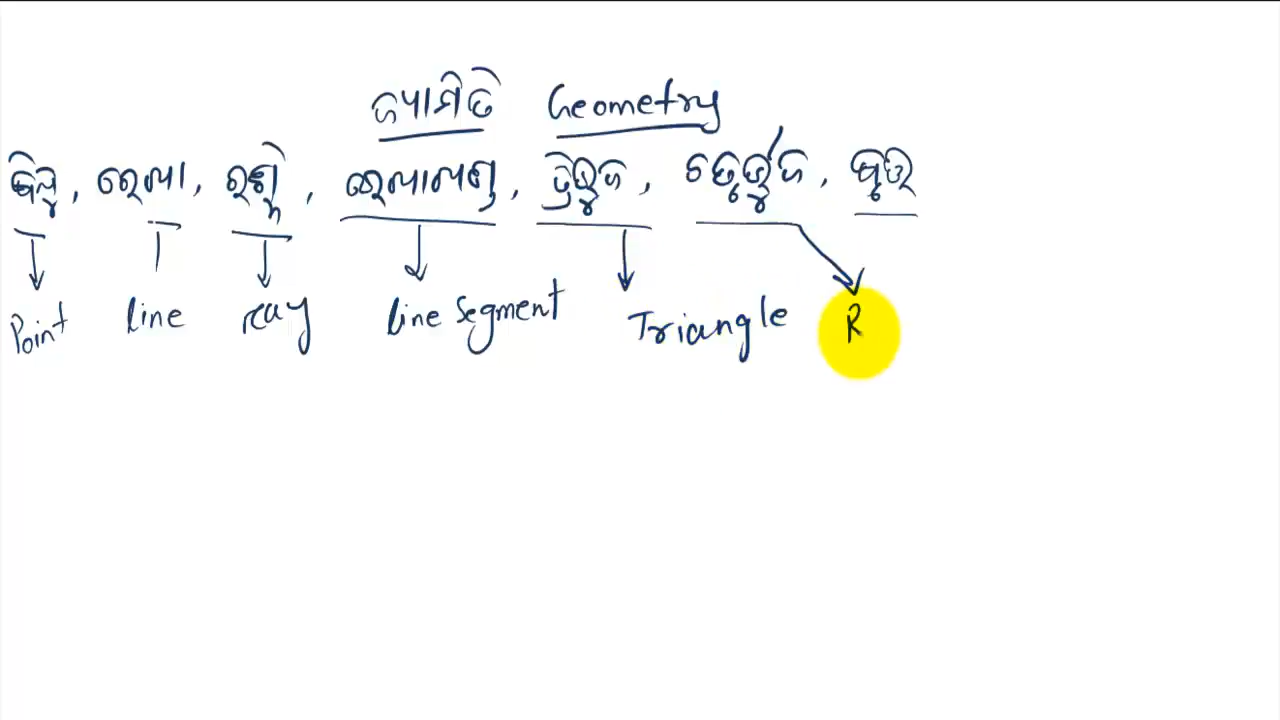 ଜ୍ୟାମିତି Geometry
ବିନ୍ଦୁ, ରେଖା, ରଶ୍ମି, ରେଖାଖଣ୍ଡ, ତ୍ରିଭୁଜ, ଚତୁର୍ଭୁଜ, ବୃତ୍ତ
Point line ray line segment Triangle R